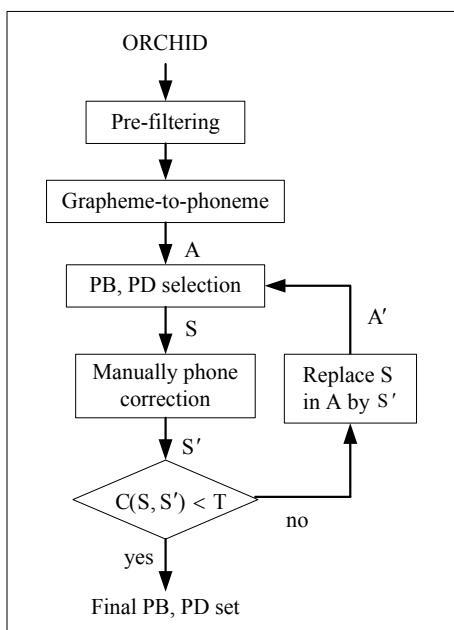 ORCHID
Pre-filtering
Grapheme-to-phoneme
A
PB, PD selection
A′
S
Manually phone
correction
Replace S
in A by S′
S′
C(S, S′) < T
no
yes
Final PB, PD set